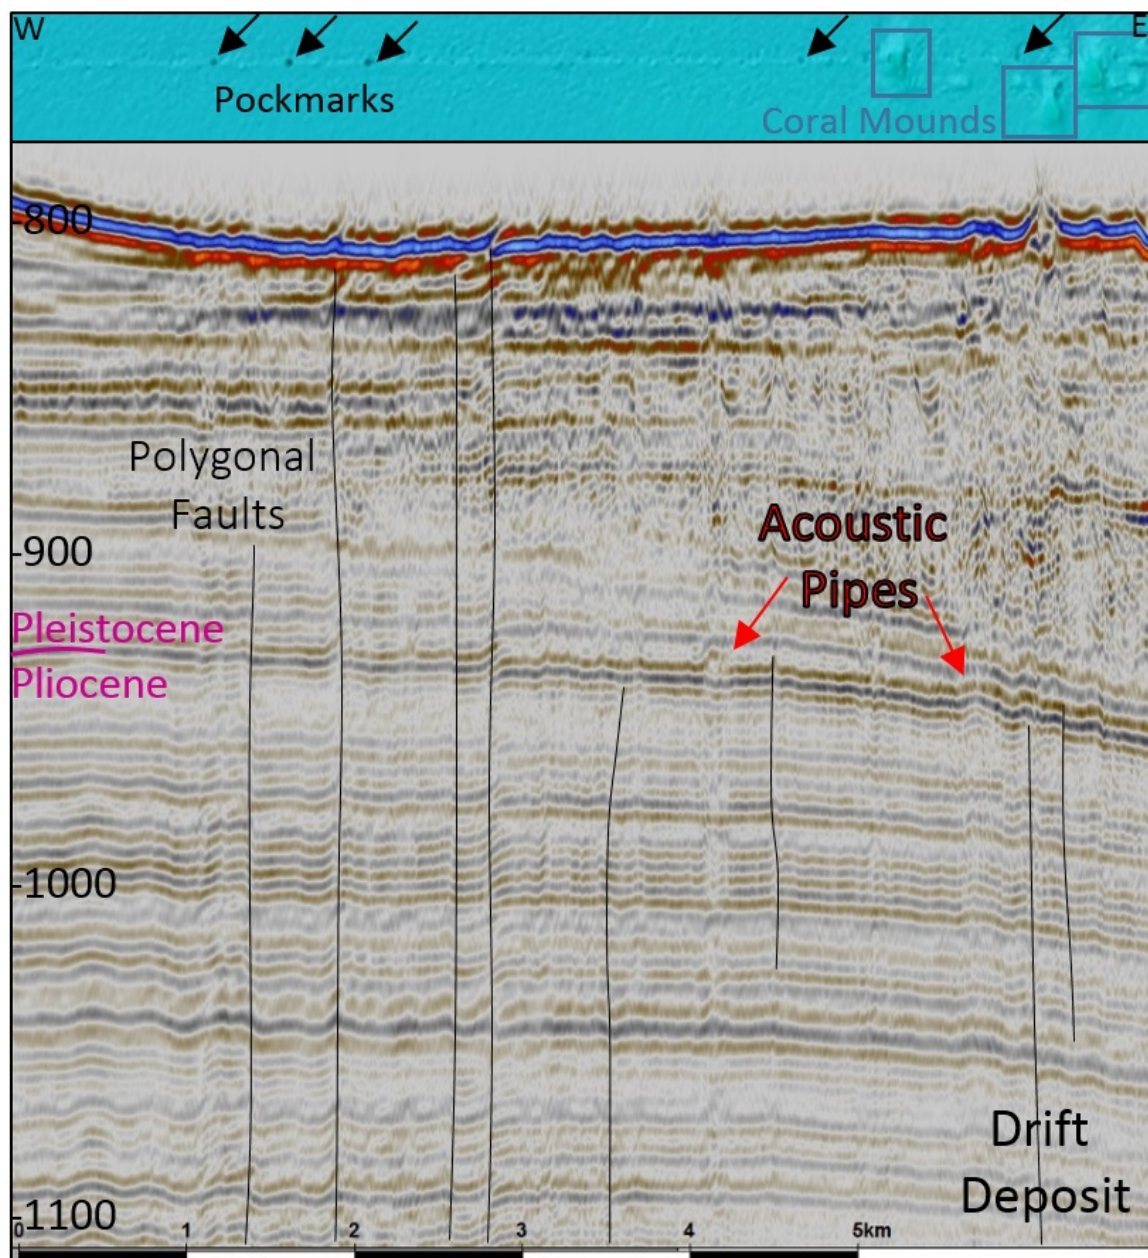 W
E
Pockmarks
Coral Mounds
-800
Polygonal
Faults
-900
Acoustic
Pipes
Pleistocene
Pliocene
-1000
Drift
Deposit
-1100
0 1 2 3 4 5km